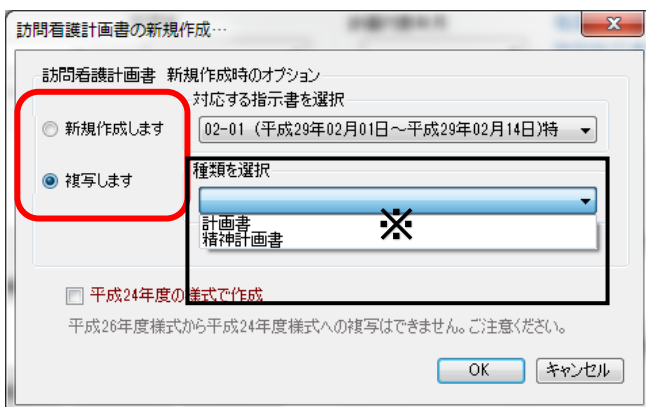 訪問看護計画書の新規作成…
訪問看護計画書 新規作成時のオプション
対応する指示書を選択
新規作成します
02-01 (平成29年02月01日～平成29年02月14日)特
複写します
種類を選択
計画書
精神計画書
※
平成24年度の様式で作成
平成26年度様式から平成24年度様式への複写はできません。ご注意ください。
OK
キャンセル